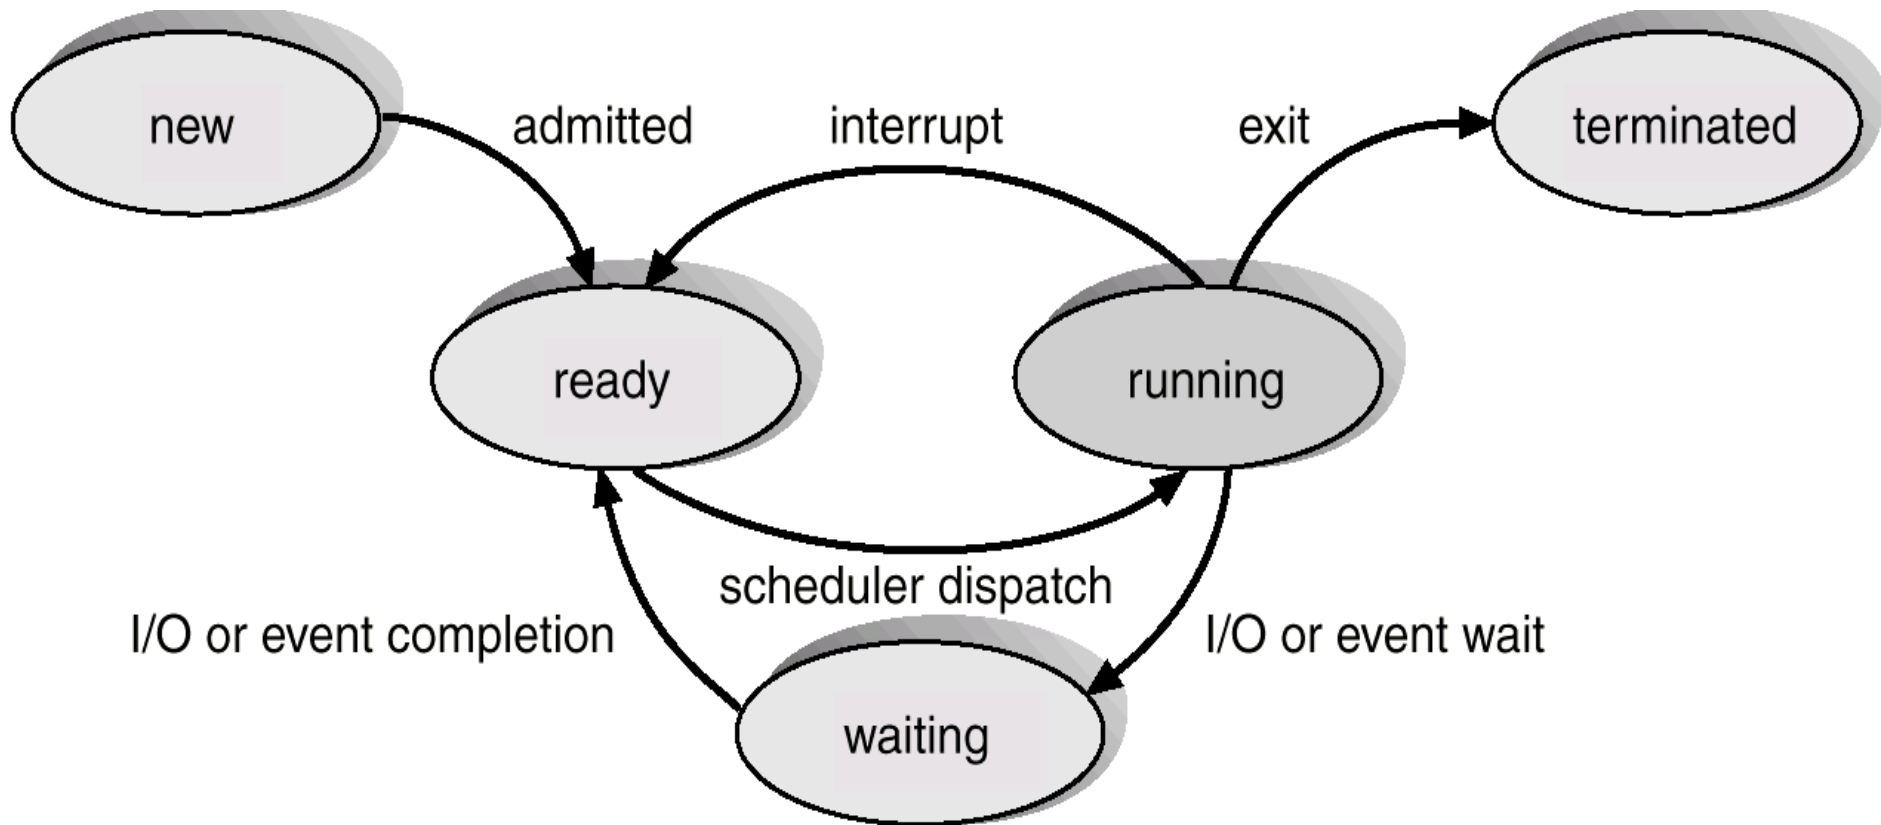 new
admitted
interrupt
exit
terminated
ready
running
scheduler dispatch
I/O or event completion
I/O or event wait
waiting